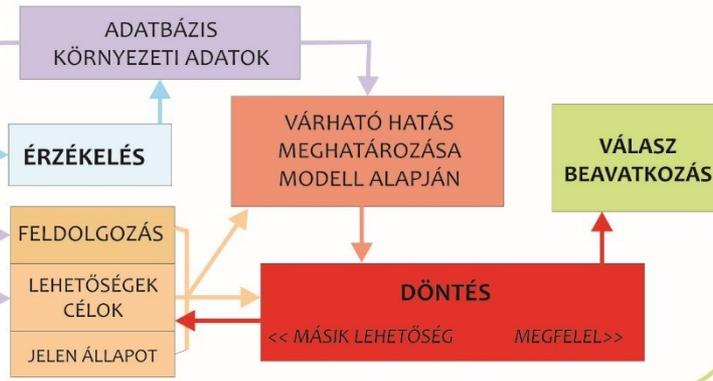 ADATBÁZIS
KÖRNYEZETI ADATOK
ÉRZÉKELÉS
VÁRHATÓ HATÁS
MEGHATÁROZÁSA
MODELL ALAPJÁN
VÁLASZ
BEAVATKOZÁS
FELDOLGOZÁS
LEHETŐSÉGEK
CÉLOK
JELEN ÁLLAPOT
DÖNTÉS
<< MÁSIK LEHETŐSÉG MEGFELEL>>